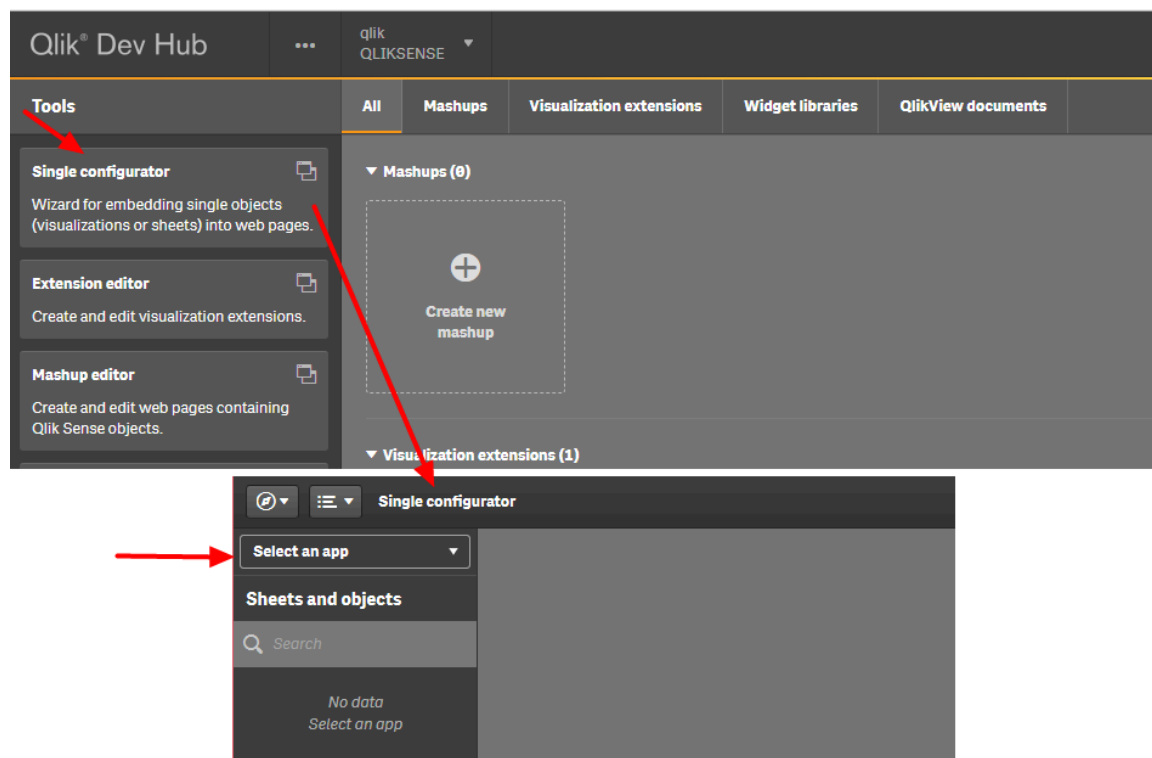 Qlik® Dev Hub
•••
qlik
QLIKSENSE
Tools
All
Mashups
Visualization extensions
Widget libraries
QlikView documents
Single configurator
Wizard for embedding single objects
(visualizations or sheets) into web pages.
Extension editor
Create and edit visualization extensions.
Mashup editor
Create and edit web pages containing
Qlik Sense objects.
Mashups (0)
Create new
mashup
Visualization extensions (1)
Single configurator
Select an app
Sheets and objects
Search
No data
Select an app